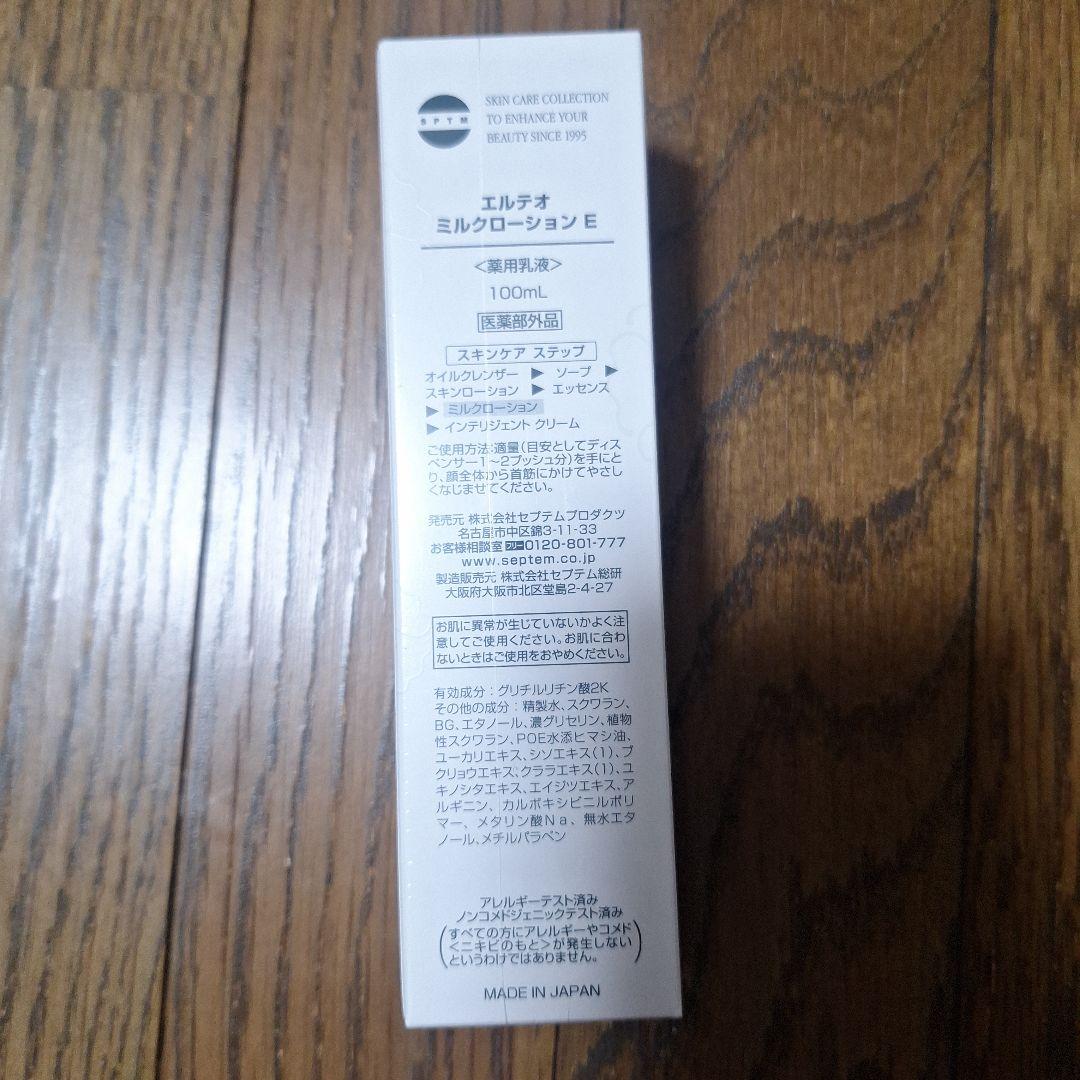 SPTM
SKIN CARE COLLECTION
TO ENHANCE YOUR
BEAUTY SINCE 1995
エルテオ
ミルクローション E
<薬用乳液>
100mL
医薬部外品
スキンケア ステップ
オイルクレンザー ▶ ソープ ▶
スキンローション ▶ エッセンス
▶ ミルクローション
▶ インテリジェント クリーム
ご使用方法:適量(目安としてディス
ペンサー1〜2プッシュ分)を手にと
り、顔全体から首筋にかけてやさし
くなじませてください。
発売元 株式会社セプテムプロダクツ
名古屋市中区錦3-11-33
お客様相談室 フリー0120-801-777
www.septem.co.jp
製造販売元 株式会社セプテム総研
大阪府大阪市北区堂島2-4-27
お肌に異常が生じていないかよく注
意してご使用ください。お肌に合わ
ないときはご使用をおやめください。
有効成分:グリチルリチン酸2K
その他の成分:精製水、スクワラン、
BG、エタノール、濃グリセリン、植物
性スクワラン、POE水添ヒマシ油、
ユーカリエキス、シソエキス(1)、ブ
クリョウエキス、クララエキス(1)、ユ
キノシタエキス、エイジツエキス、ア
ルギニン、カルボキシビニルポリ
マー、メタリン酸Na、無水エタ
ノール、メチルパラベン
アレルギーテスト済み
ノンコメドジェニックテスト済み
(すべての方にアレルギーやコメド
<ニキビのもと>が発生しない
というわけではありません。)
MADE IN JAPAN